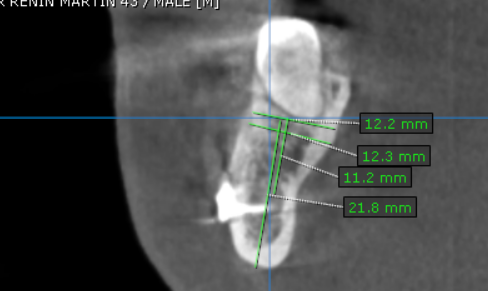 R RENIN MARTIN 43 / MALE [M]
12.2 mm
12.3 mm
11.2 mm
21.8 mm